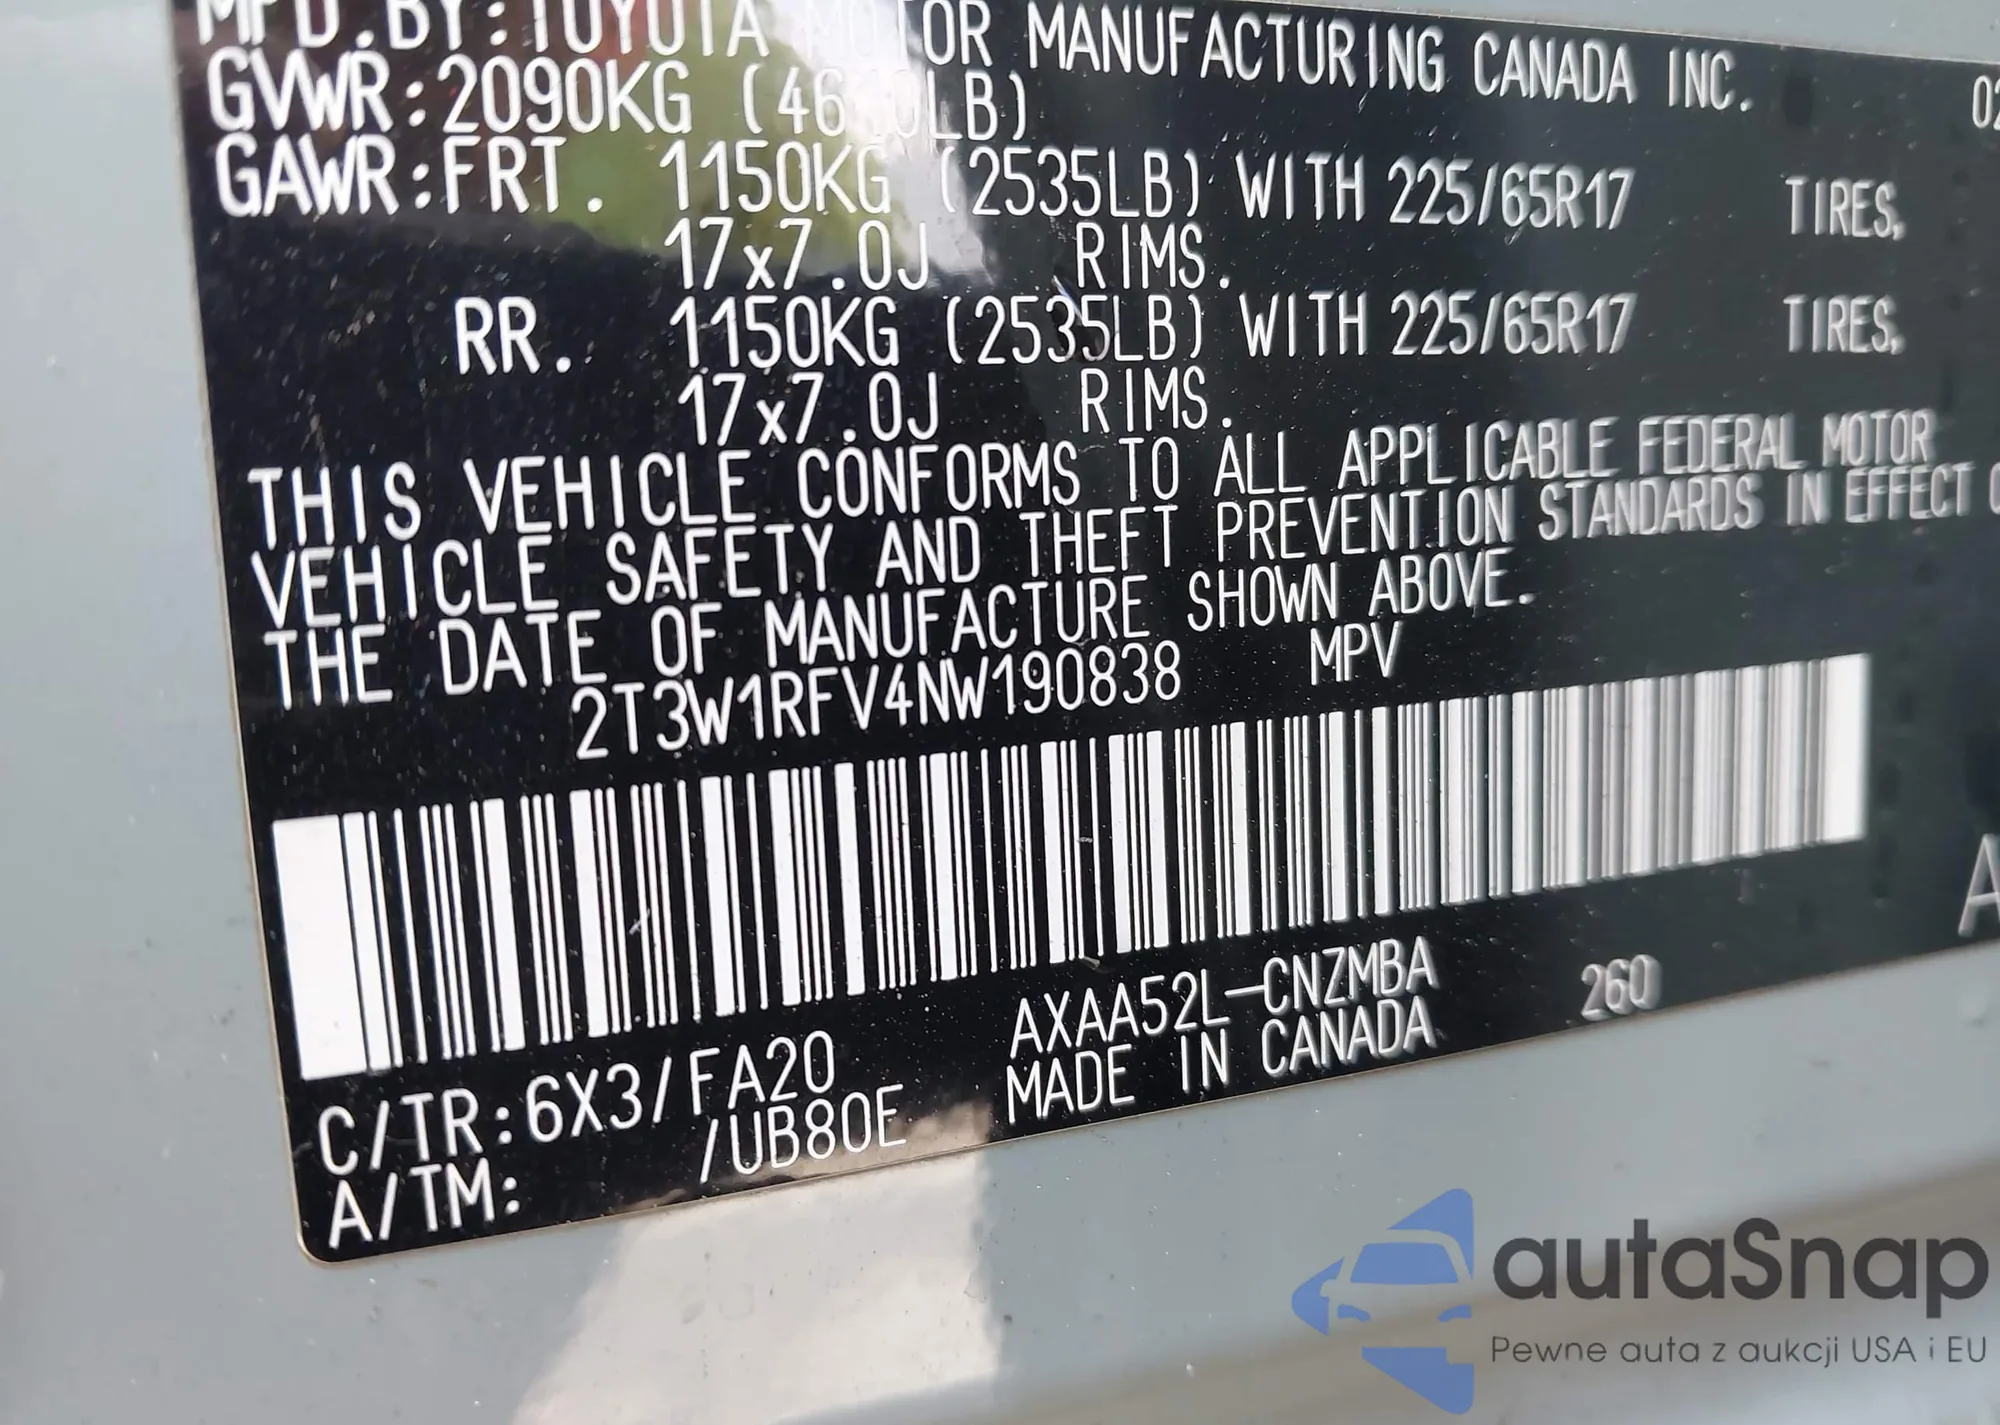 MFD.BY:TOYOTA MOTOR MANUFACTURING CANADA INC. 02
GVWR:2090KG
GAWR:FRT. 1150KG (2535LB) WITH 225/65R17 TIRES,
17x7.0J RIMS.
RR. 1150KG (2535LB) WITH 225/65R17 TIRES,
17x7.0J RIMS.
THIS VEHICLE CONFORMS TO ALL APPLICABLE FEDERAL MOTOR
VEHICLE SAFETY AND THEFT PREVENTION STANDARDS IN EFFECT
THE DATE OF MANUFACTURE SHOWN ABOVE.
2T3W1RFV4NW190838 MPV
C/TR:6X3/FA20 AXAA52L-CNZMBA 260 A
A/TM: /UB80E MADE IN CANADA
autaSnap
Pewne auta z aukcji USA i EU